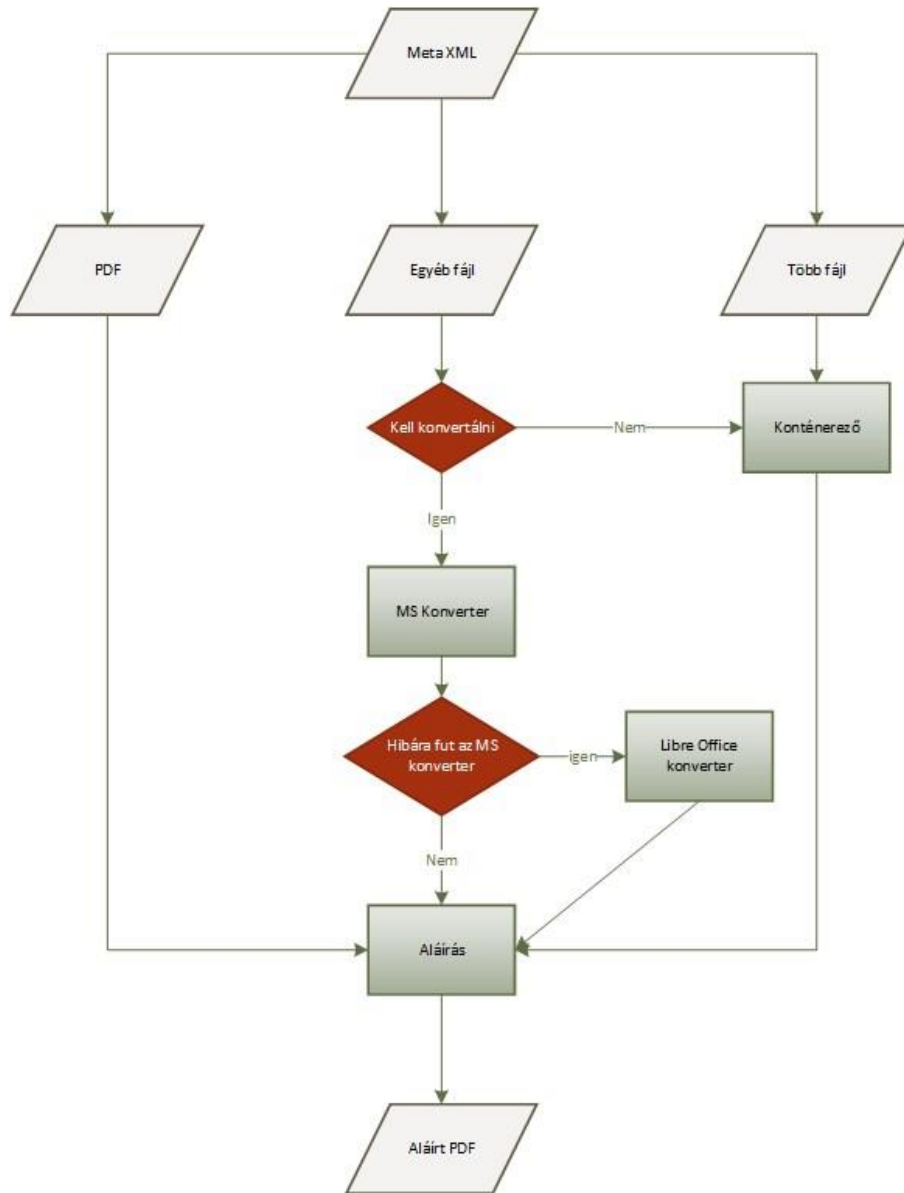 Meta XML
PDF
Egyéb fájl
Több fájl
Kell konvertálni
Nem
Konténerező
Igen
MS Konverter
Hibára fut az MS
konverter
igen
Libre Office
konverter
Nem
Aláírás
Aláírt PDF